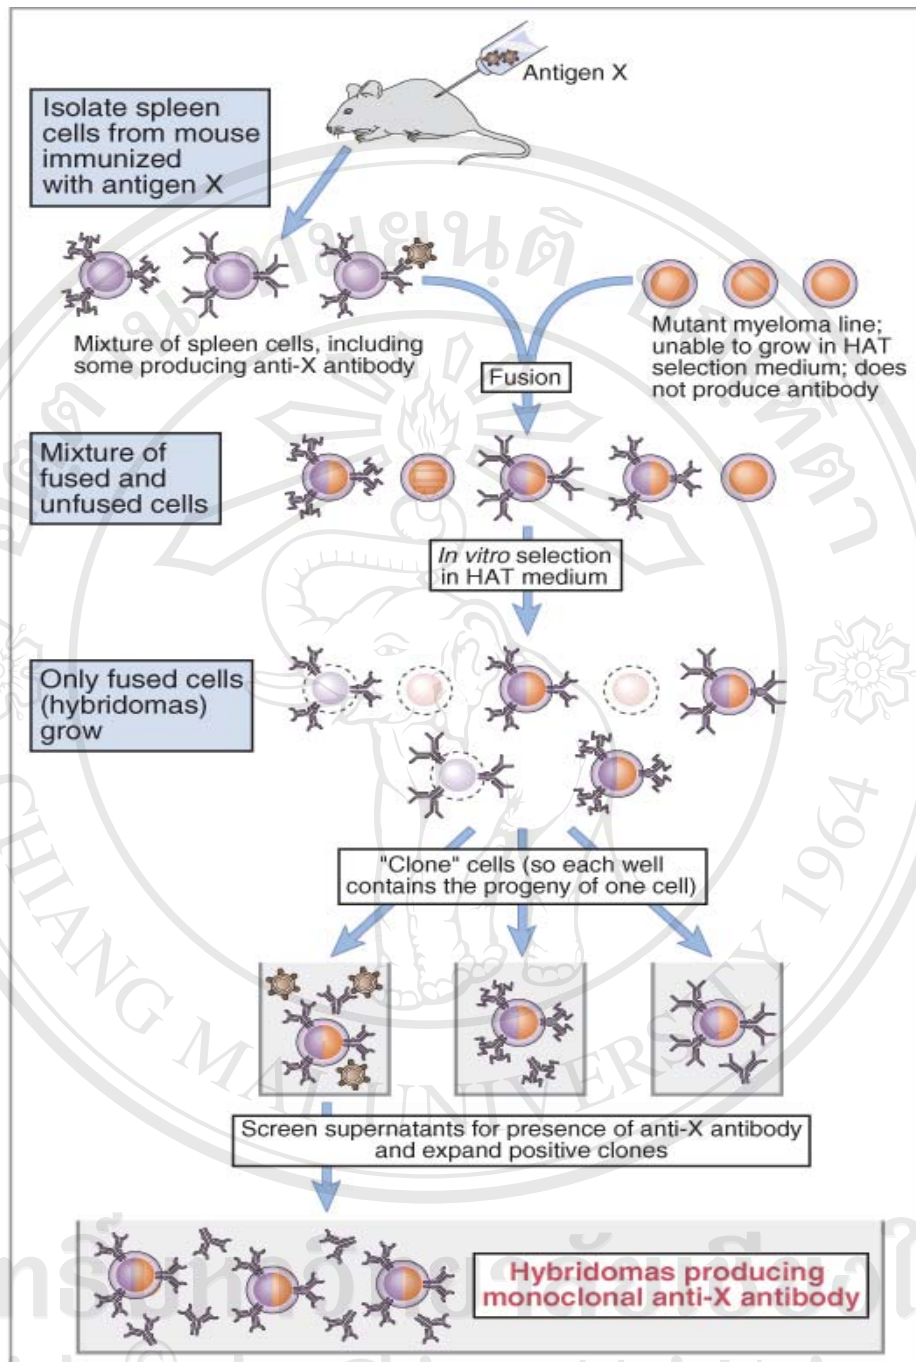 Antigen X
Isolate spleen
cells from mouse
immunized
with antigen X
Mixture of spleen cells, including
some producing anti-X antibody
Mutant myeloma line;
unable to grow in HAT
selection medium; does
not produce antibody
Fusion
Mixture of
fused and
unfused cells
In vitro selection
in HAT medium
Only fused cells
(hybridomas)
grow
"Clone" cells (so each well
contains the progeny of one cell)
Screen supernatants for presence of anti-X antibody
and expand positive clones
Hybridomas producing
monoclonal anti-X antibody
CHIANG MAI UNIVERSITY 1964